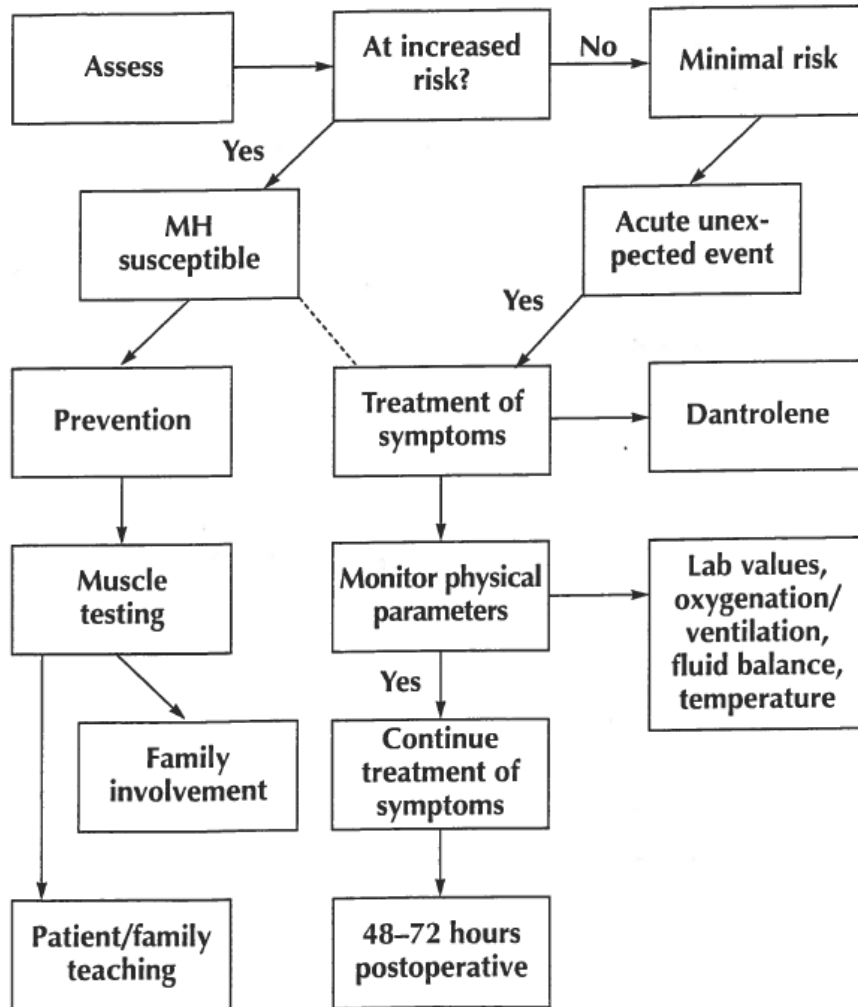 Assess
At increased
risk?
No
Minimal risk
Yes
MH
susceptible
Acute unex-
pected event
Yes
Prevention
Treatment of
symptoms
Dantrolene
Muscle
testing
Monitor physical
parameters
Lab values,
oxygenation/
ventilation,
fluid balance,
temperature
Yes
Family
involvement
Continue
treatment of
symptoms
Patient/family
teaching
48–72 hours
postoperative